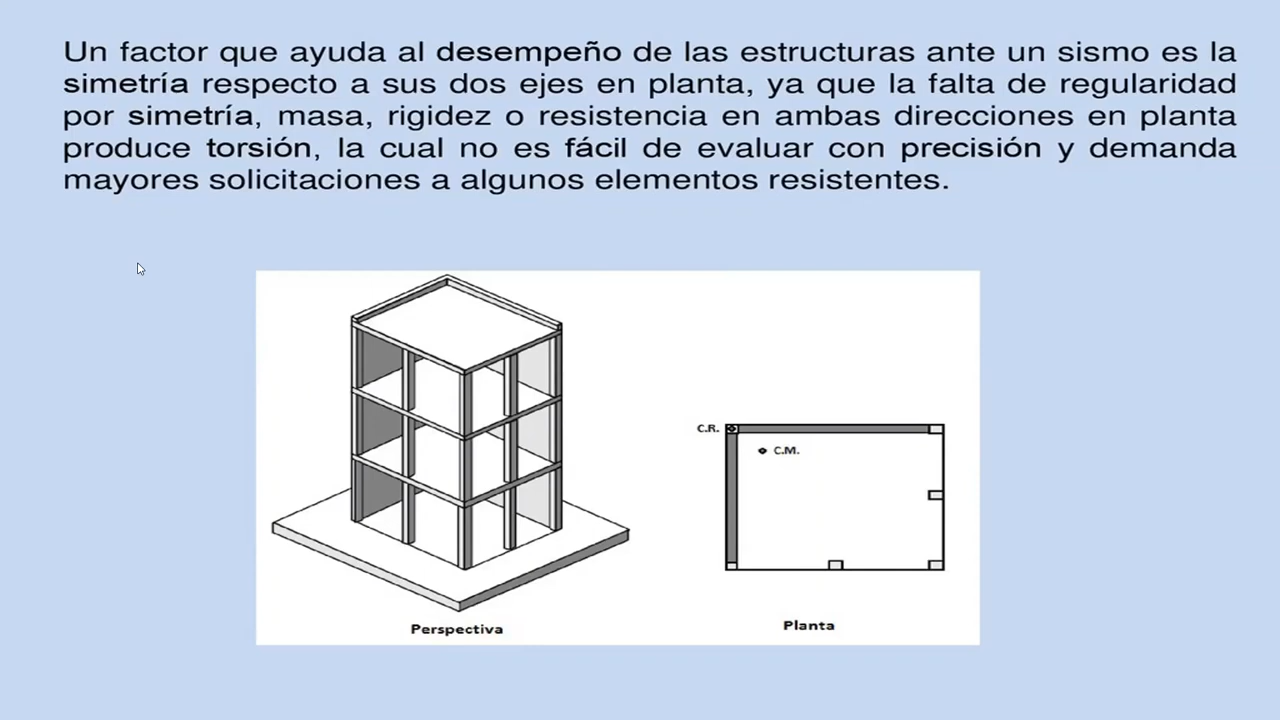 Un factor que ayuda al desempeño de las estructuras ante un sismo es la
simetría respecto a sus dos ejes en planta, ya que la falta de regularidad
por simetría, masa, rigidez o resistencia en ambas direcciones en planta
produce torsión, la cual no es fácil de evaluar con precisión y demanda
mayores solicitaciones a algunos elementos resistentes.
C.R.
C.M.
Perspectiva
Planta